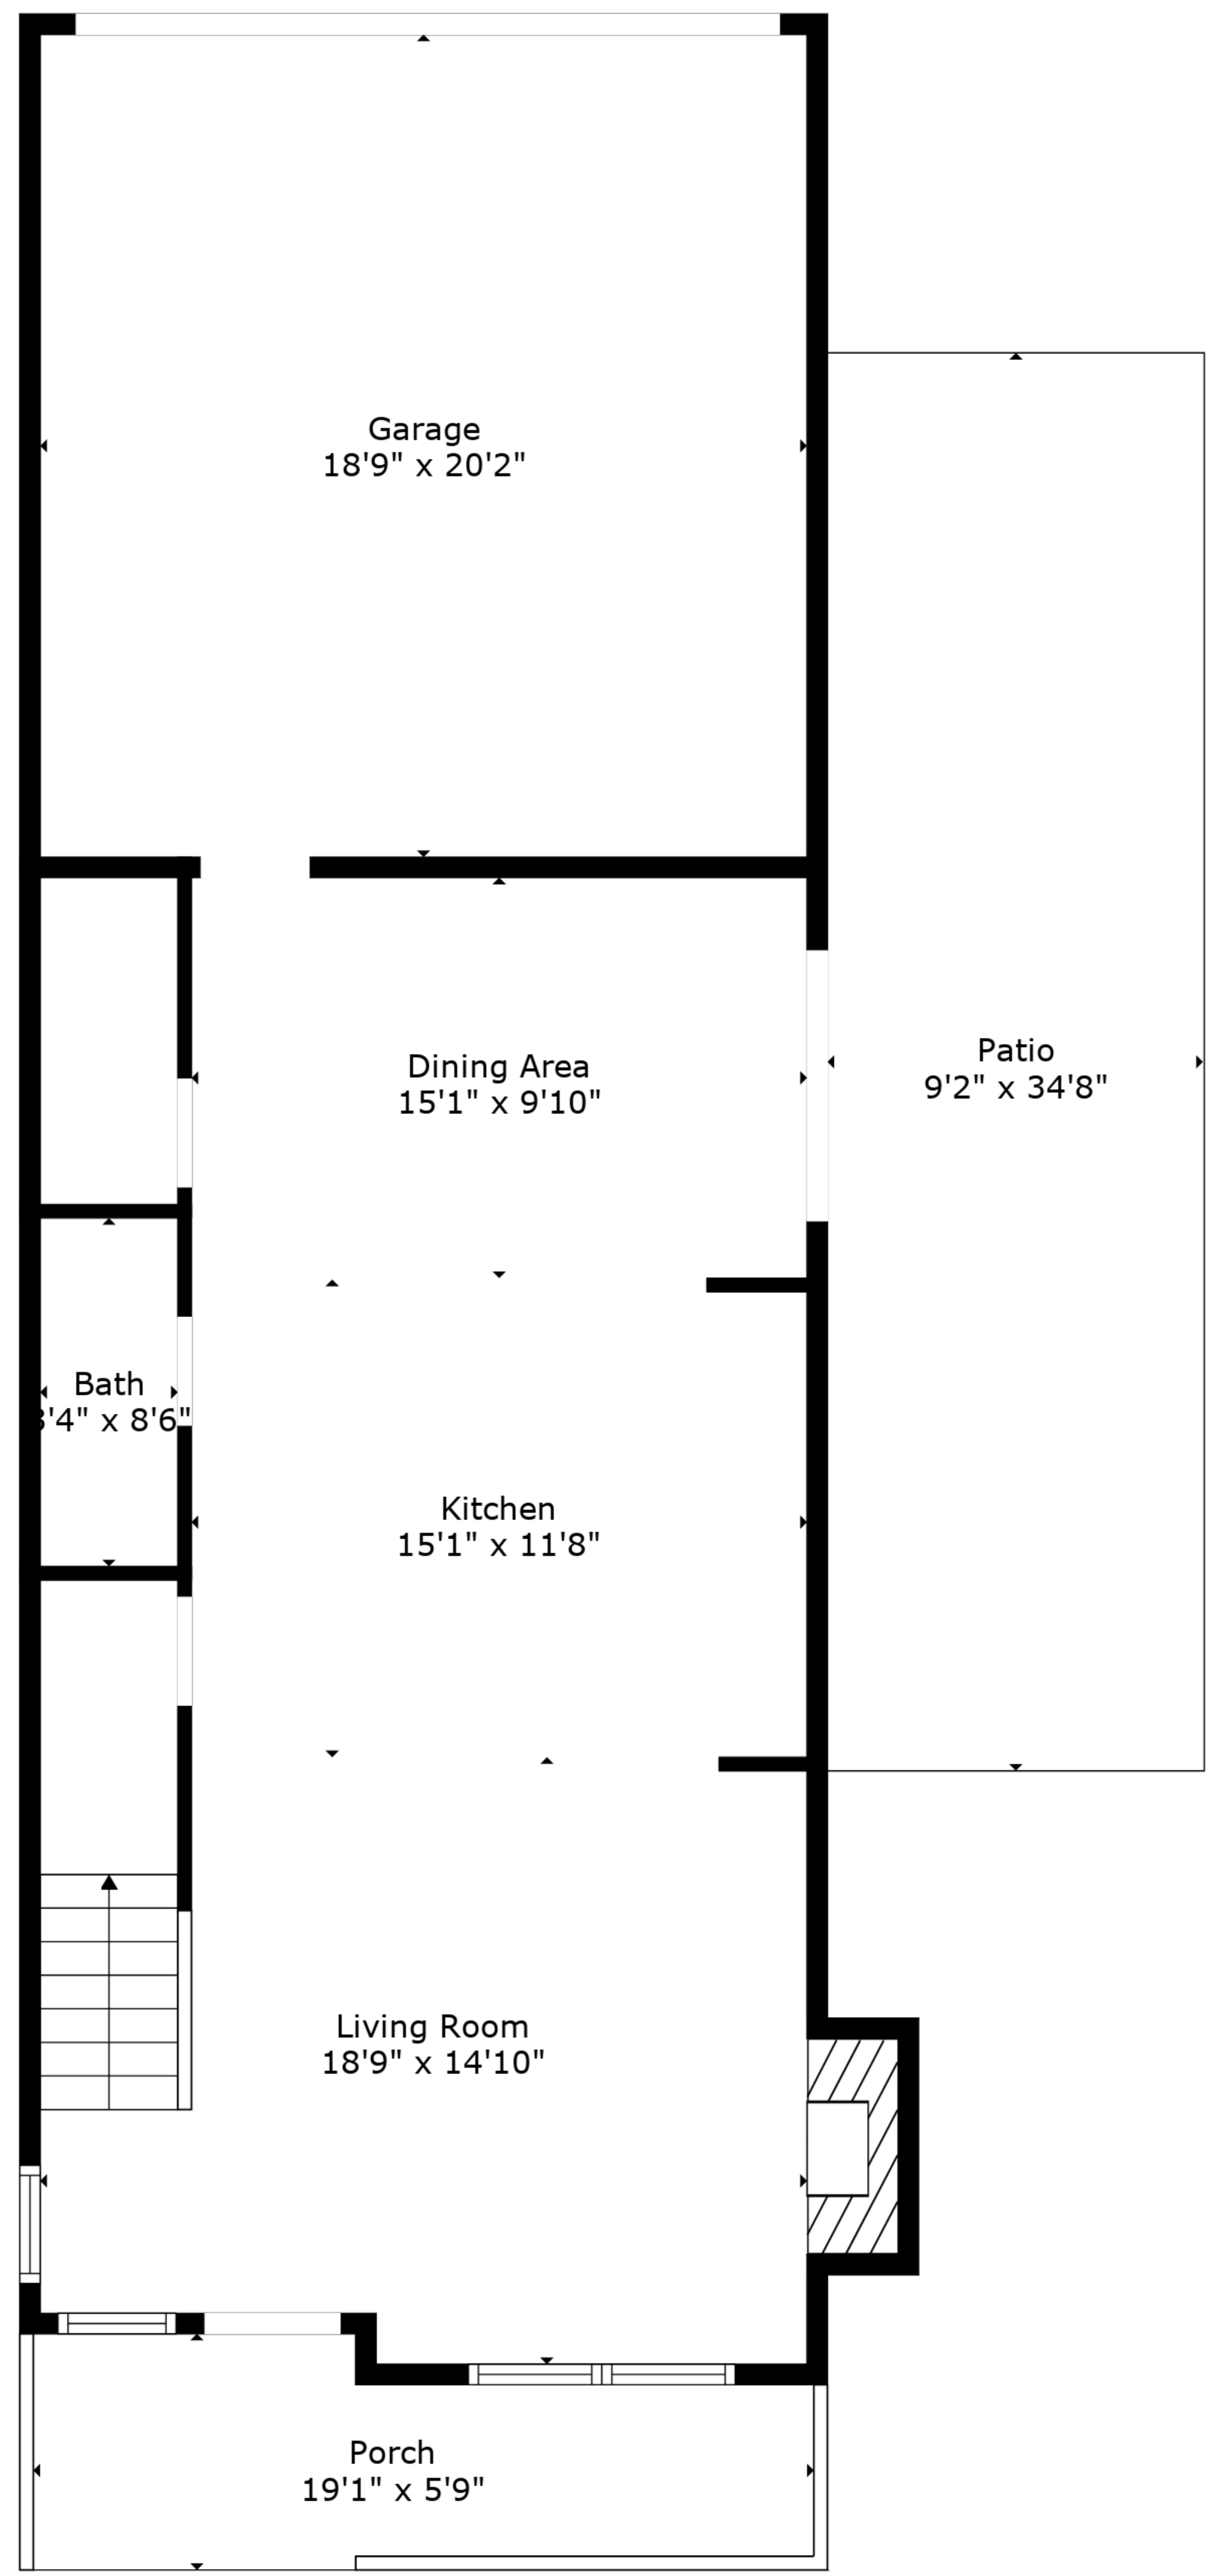 Garage
18'9" x 20'2"
Dining Area
15'1" x 9'10"
Patio
9'2" x 34'8"
Bath
'4" x 8'6"
Kitchen
15'1" x 11'8"
Living Room
18'9" x 14'10"
Porch
19'1" x 5'9"